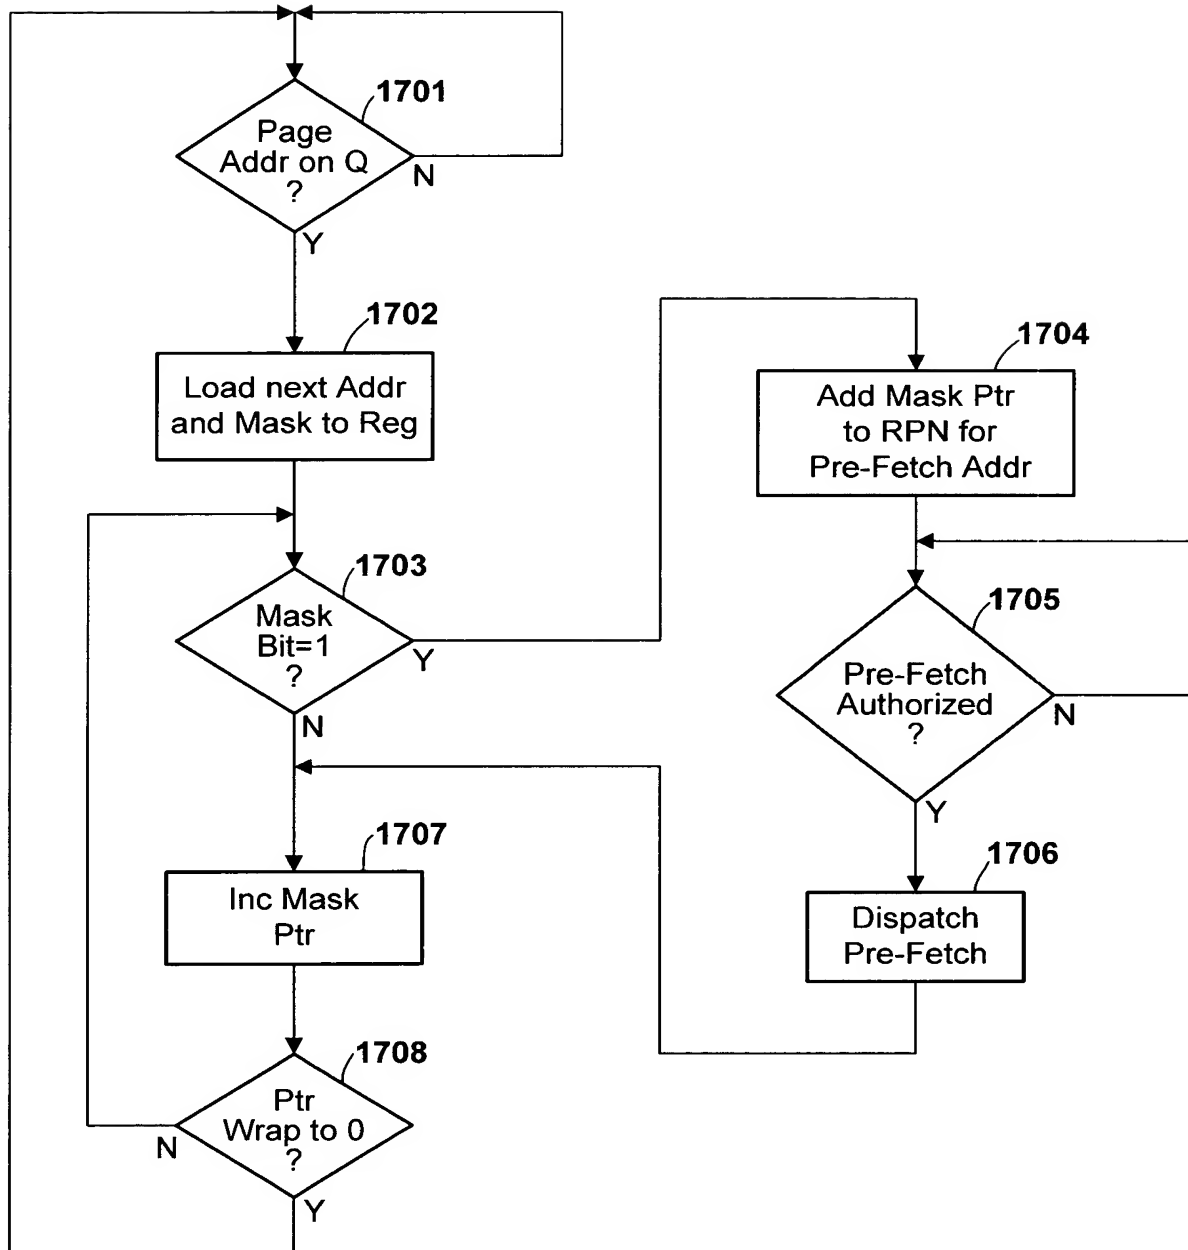 1701
Page
Addr on Q
?
N
Y
1702
Load next Addr
and Mask to Reg
1703
Mask
Bit=1
?
Y
N
1704
Add Mask Ptr
to RPN for
Pre-Fetch Addr
1705
Pre-Fetch
Authorized
?
N
Y
1706
Dispatch
Pre-Fetch
1707
Inc Mask
Ptr
1708
Ptr
Wrap to 0
?
N
Y